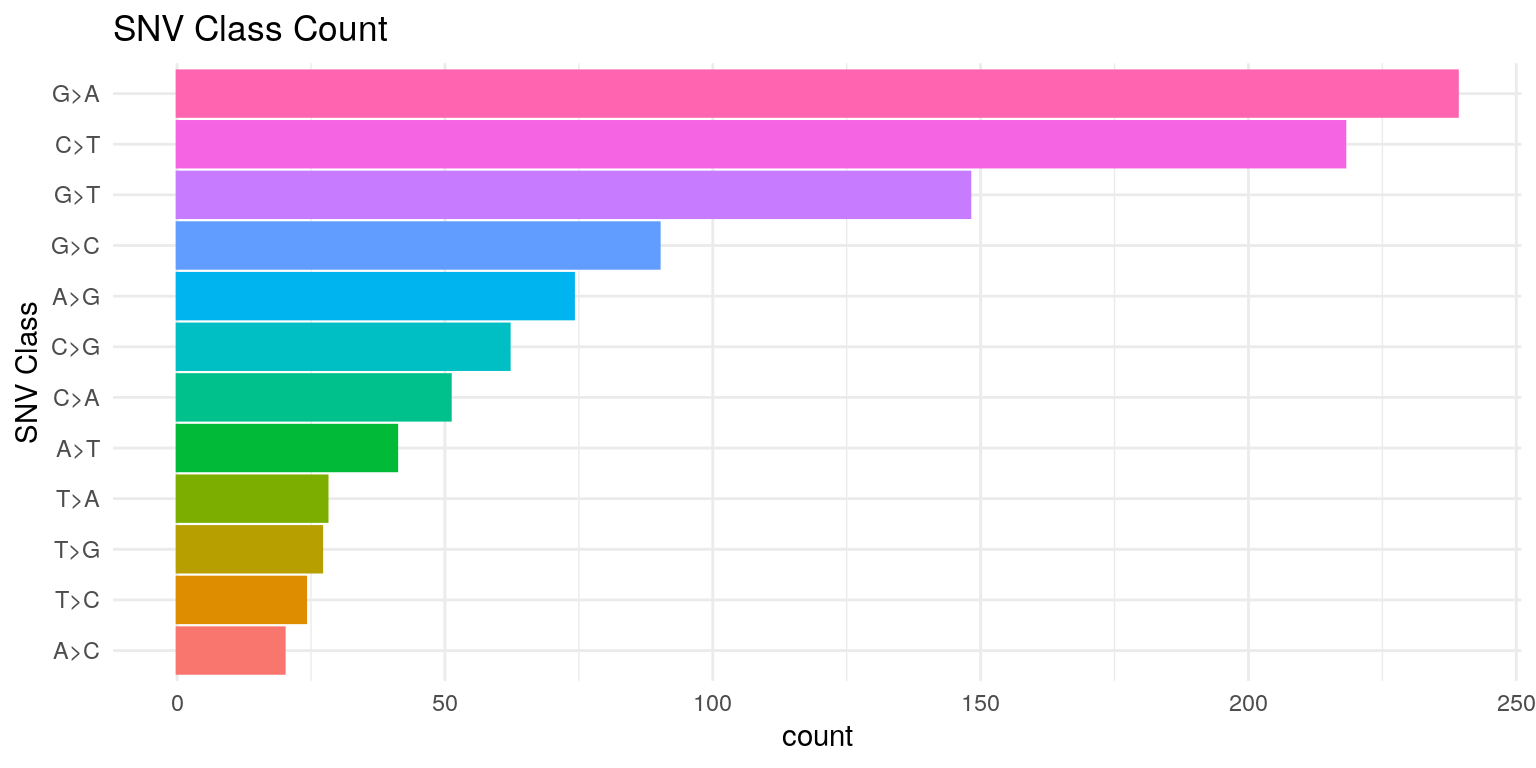 SNV Class Count
G>A
C>T
G>T
G>C
A>G
C>G
C>A
A>T
T>A
T>G
T>C
A>C
SNV Class
0 50 100 150 200 250
count